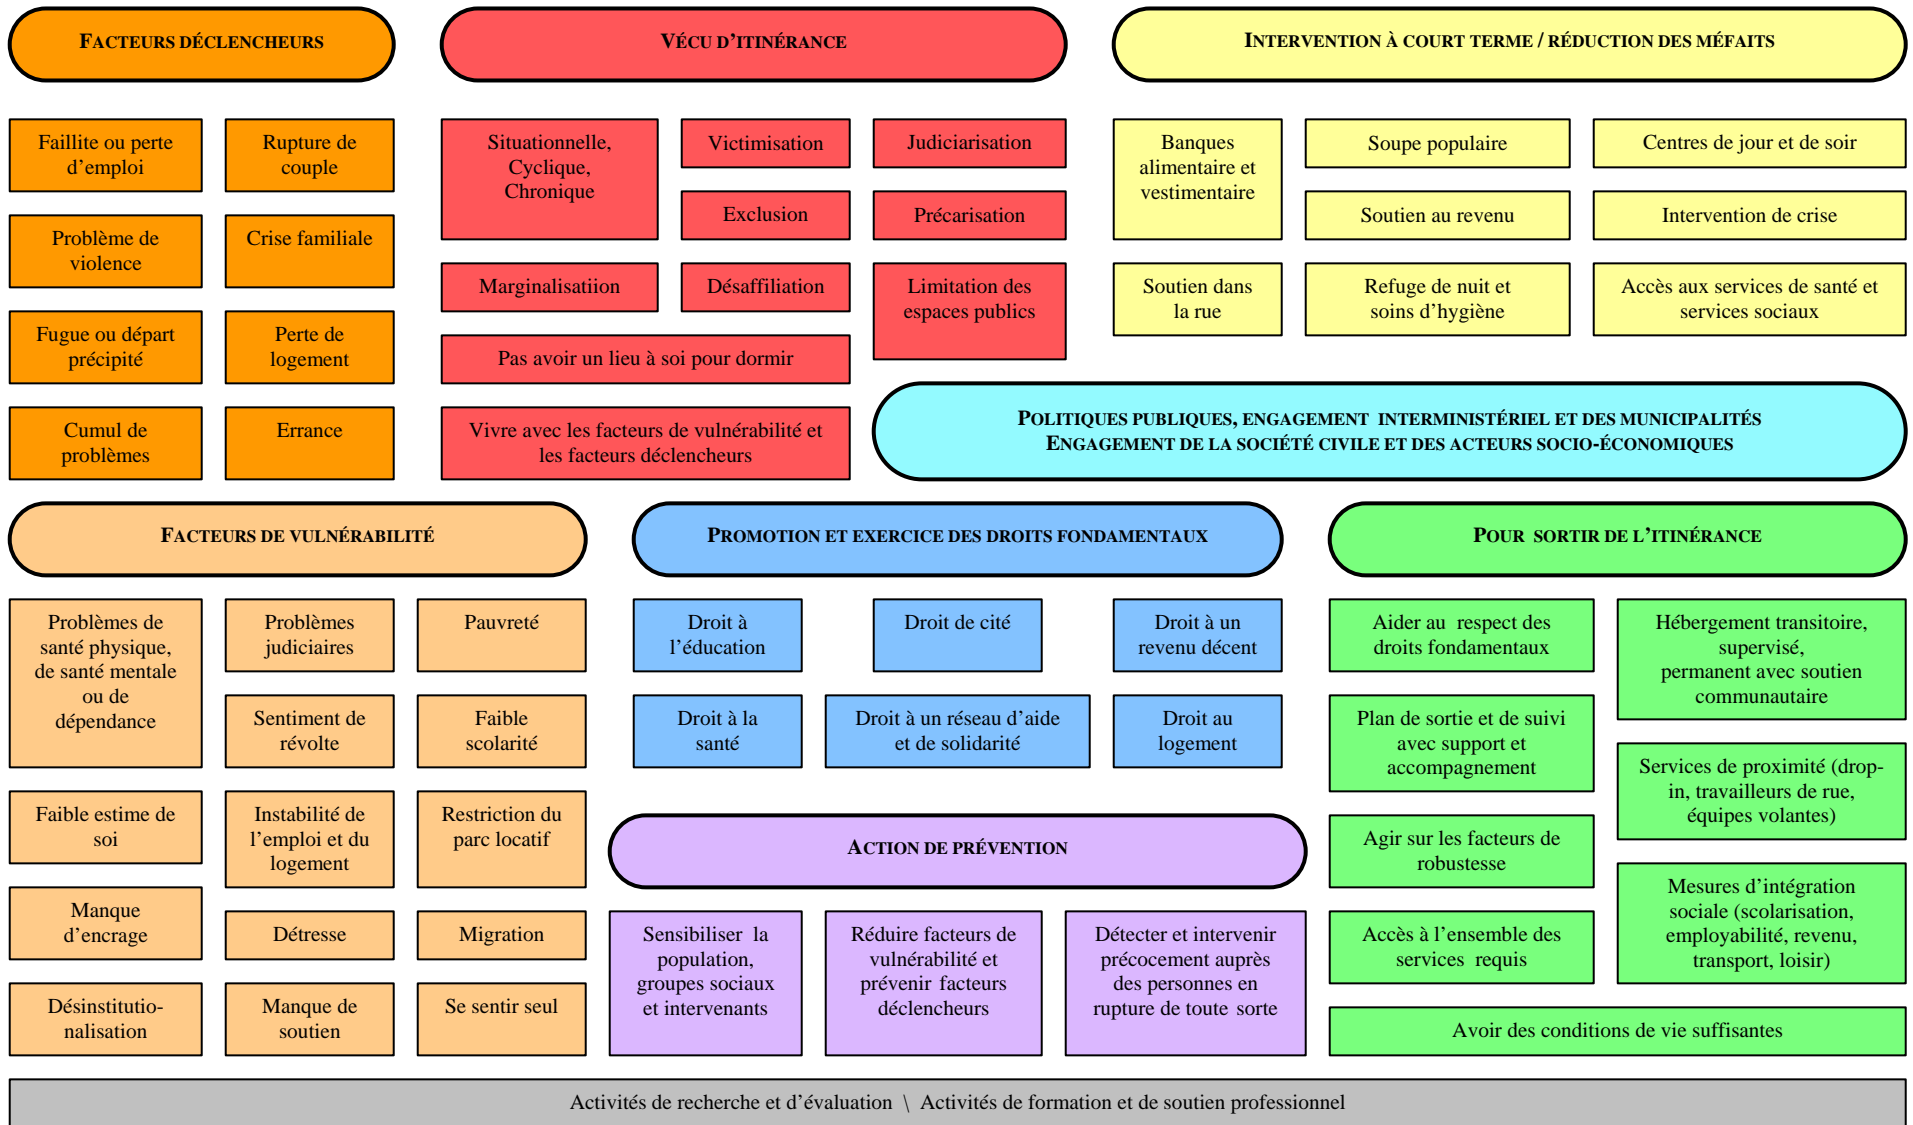 FACTEURS DÉCLENCHEURS
Faillite ou perte
d’emploi
Rupture de
couple
Problème de
violence
Crise familiale
Fugue ou départ
précipité
Perte de
logement
Cumul de
problèmes
Errance
VÉCU D’ITINÉRANCE
Situationnelle,
Cyclique,
Chronique
Victimisation
Judiciarisation
Exclusion
Précarisation
Marginalisatiion
Désaffiliation
Limitation des
espaces publics
Pas avoir un lieu à soi pour dormir
Vivre avec les facteurs de vulnérabilité et
les facteurs déclencheurs
INTERVENTION À COURT TERME / RÉDUCTION DES MÉFAITS
Banques
alimentaire et
vestimentaire
Soupe populaire
Centres de jour et de soir
Soutien au revenu
Intervention de crise
Soutien dans
la rue
Refuge de nuit et
soins d’hygiène
Accès aux services de santé et
services sociaux
POLITIQUES PUBLIQUES, ENGAGEMENT INTERMINISTÉRIEL ET DES MUNICIPALITÉS
ENGAGEMENT DE LA SOCIÉTÉ CIVILE ET DES ACTEURS SOCIO-ÉCONOMIQUES
FACTEURS DE VULNÉRABILITÉ
Problèmes de
santé physique,
de santé mentale
ou de
dépendance
Problèmes
judiciaires
Pauvreté
Sentiment de
révolte
Faible
scolarité
Faible estime de
soi
Instabilité de
l’emploi et du
logement
Restriction du
parc locatif
Manque
d’encrage
Détresse
Migration
Désinstitutio-
nalisation
Manque de
soutien
Se sentir seul
PROMOTION ET EXERCICE DES DROITS FONDAMENTAUX
Droit à
l’éducation
Droit de cité
Droit à un
revenu décent
Droit à la
santé
Droit à un réseau d’aide
et de solidarité
Droit au
logement
ACTION DE PRÉVENTION
Sensibiliser la
population,
groupes sociaux
et intervenants
Réduire facteurs de
vulnérabilité et
prévenir facteurs
déclencheurs
Détecter et intervenir
précocement auprès
des personnes en
rupture de toute sorte
POUR SORTIR DE L’ITINÉRANCE
Aider au respect des
droits fondamentaux
Hébergement transitoire,
supervisé,
permanent avec soutien
communautaire
Plan de sortie et de suivi
avec support et
accompagnement
Services de proximité (drop-
in, travailleurs de rue,
équipes volantes)
Agir sur les facteurs de
robustesse
Mesures d’intégration
sociale (scolarisation,
employabilité, revenu,
transport, loisir)
Accès à l’ensemble des
services requis
Avoir des conditions de vie suffisantes
Activités de recherche et d’évaluation \ Activités de formation et de soutien professionnel